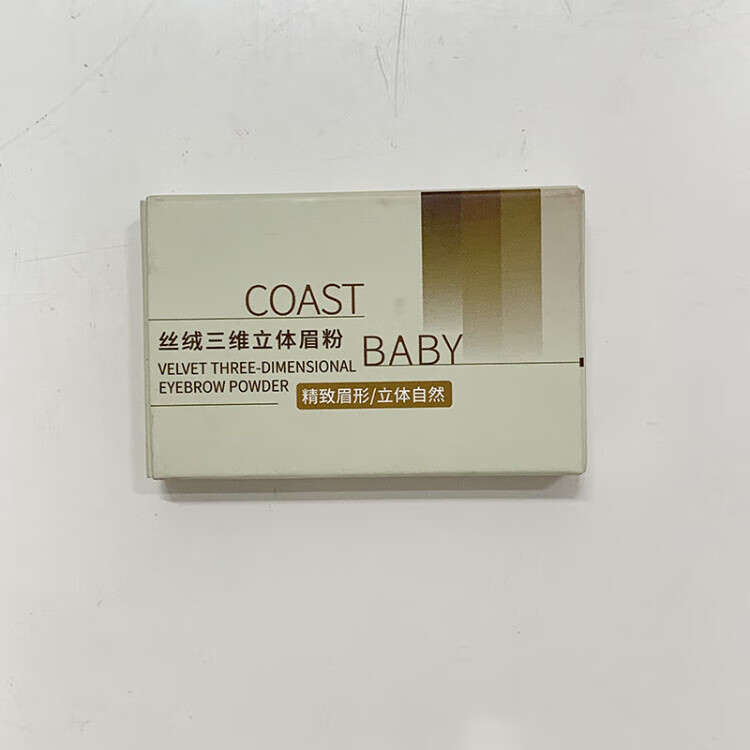 COAST
丝绒三维立体眉粉
BABY
VELVET THREE-DIMENSIONAL
EYEBROW POWDER
精致眉形/立体自然